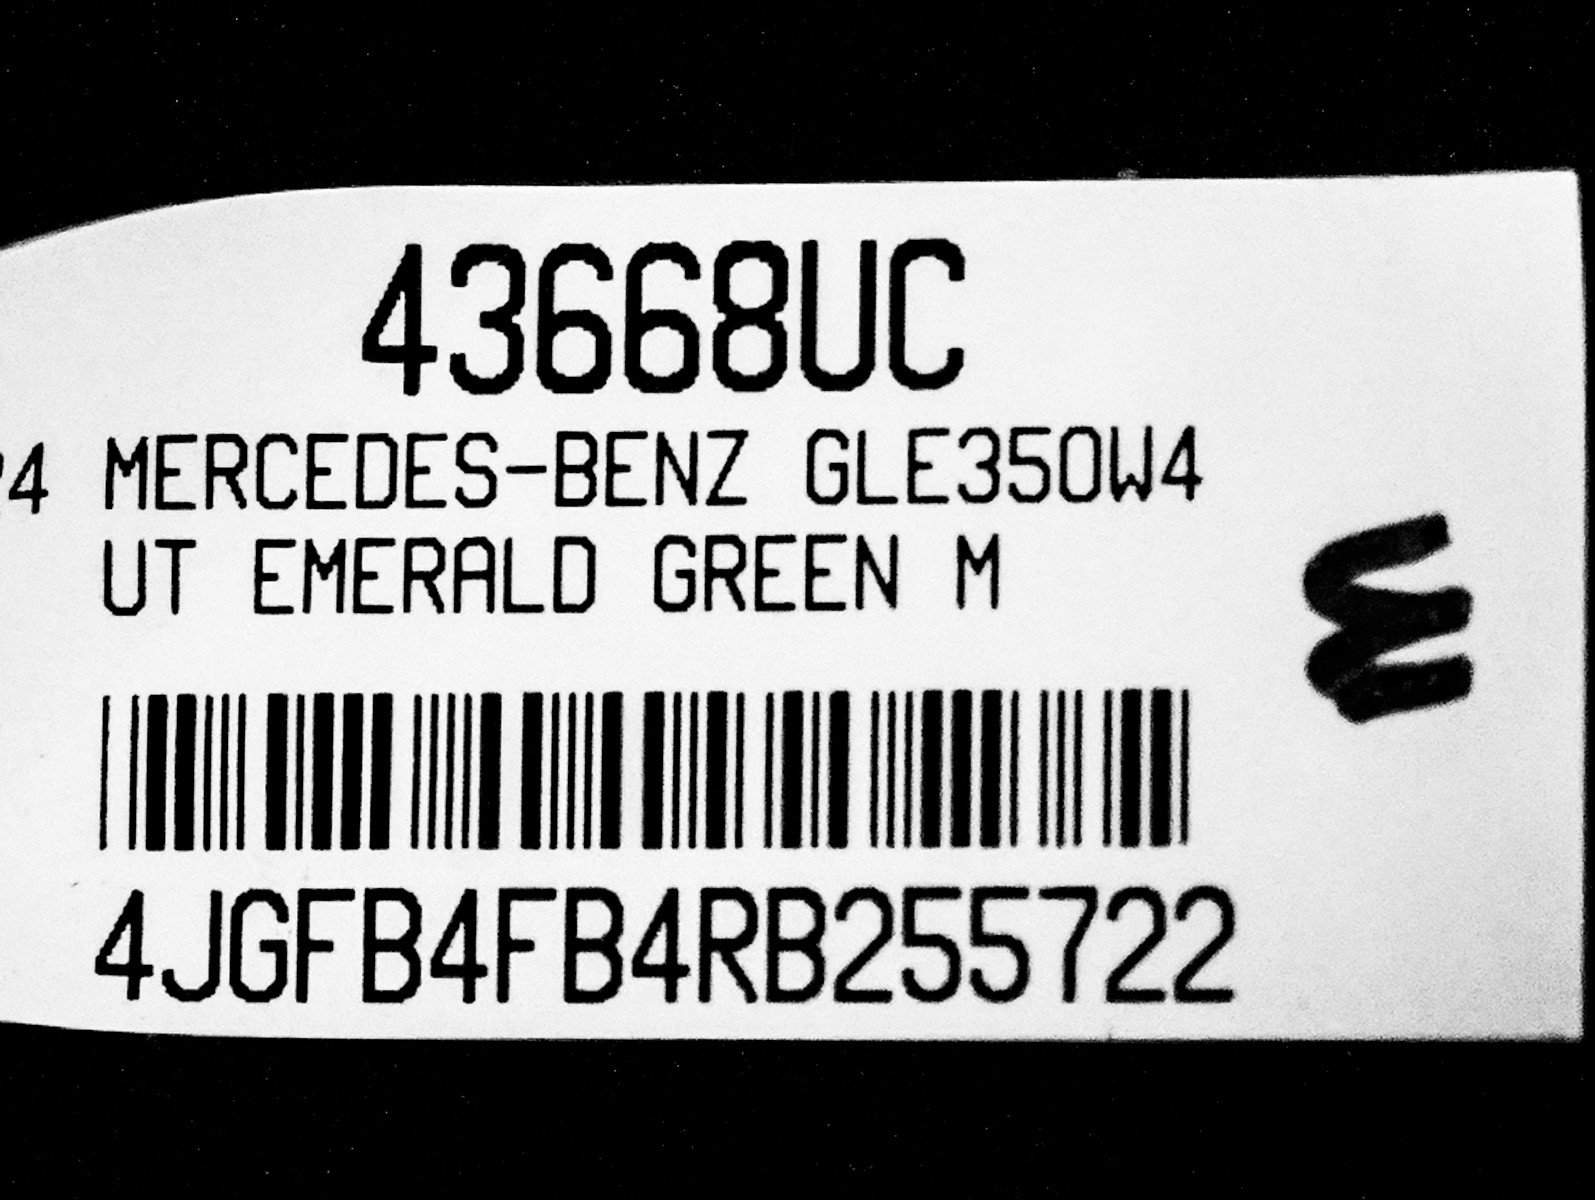 43668UC
24 MERCEDES-BENZ GLE350W4
UT EMERALD GREEN M
4JGFB4FB4RB255722